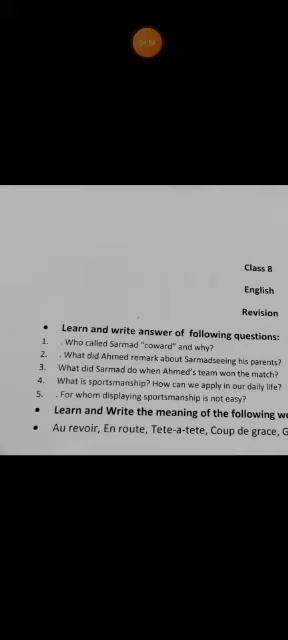 Class 8
English
Revision
• Learn and write answer of following questions:
1. . Who called Sarmad "coward" and why?
2. . What did Ahmed remark about Sarmadseeing his parents?
3. What did Sarmad do when Ahmed's team won the match?
4. What is sportsmanship? How can we apply in our daily life?
5. . For whom displaying sportsmanship is not easy?
• Learn and Write the meaning of the following
• Au revoir, En route, Tete-a-tete, Coup de grace,